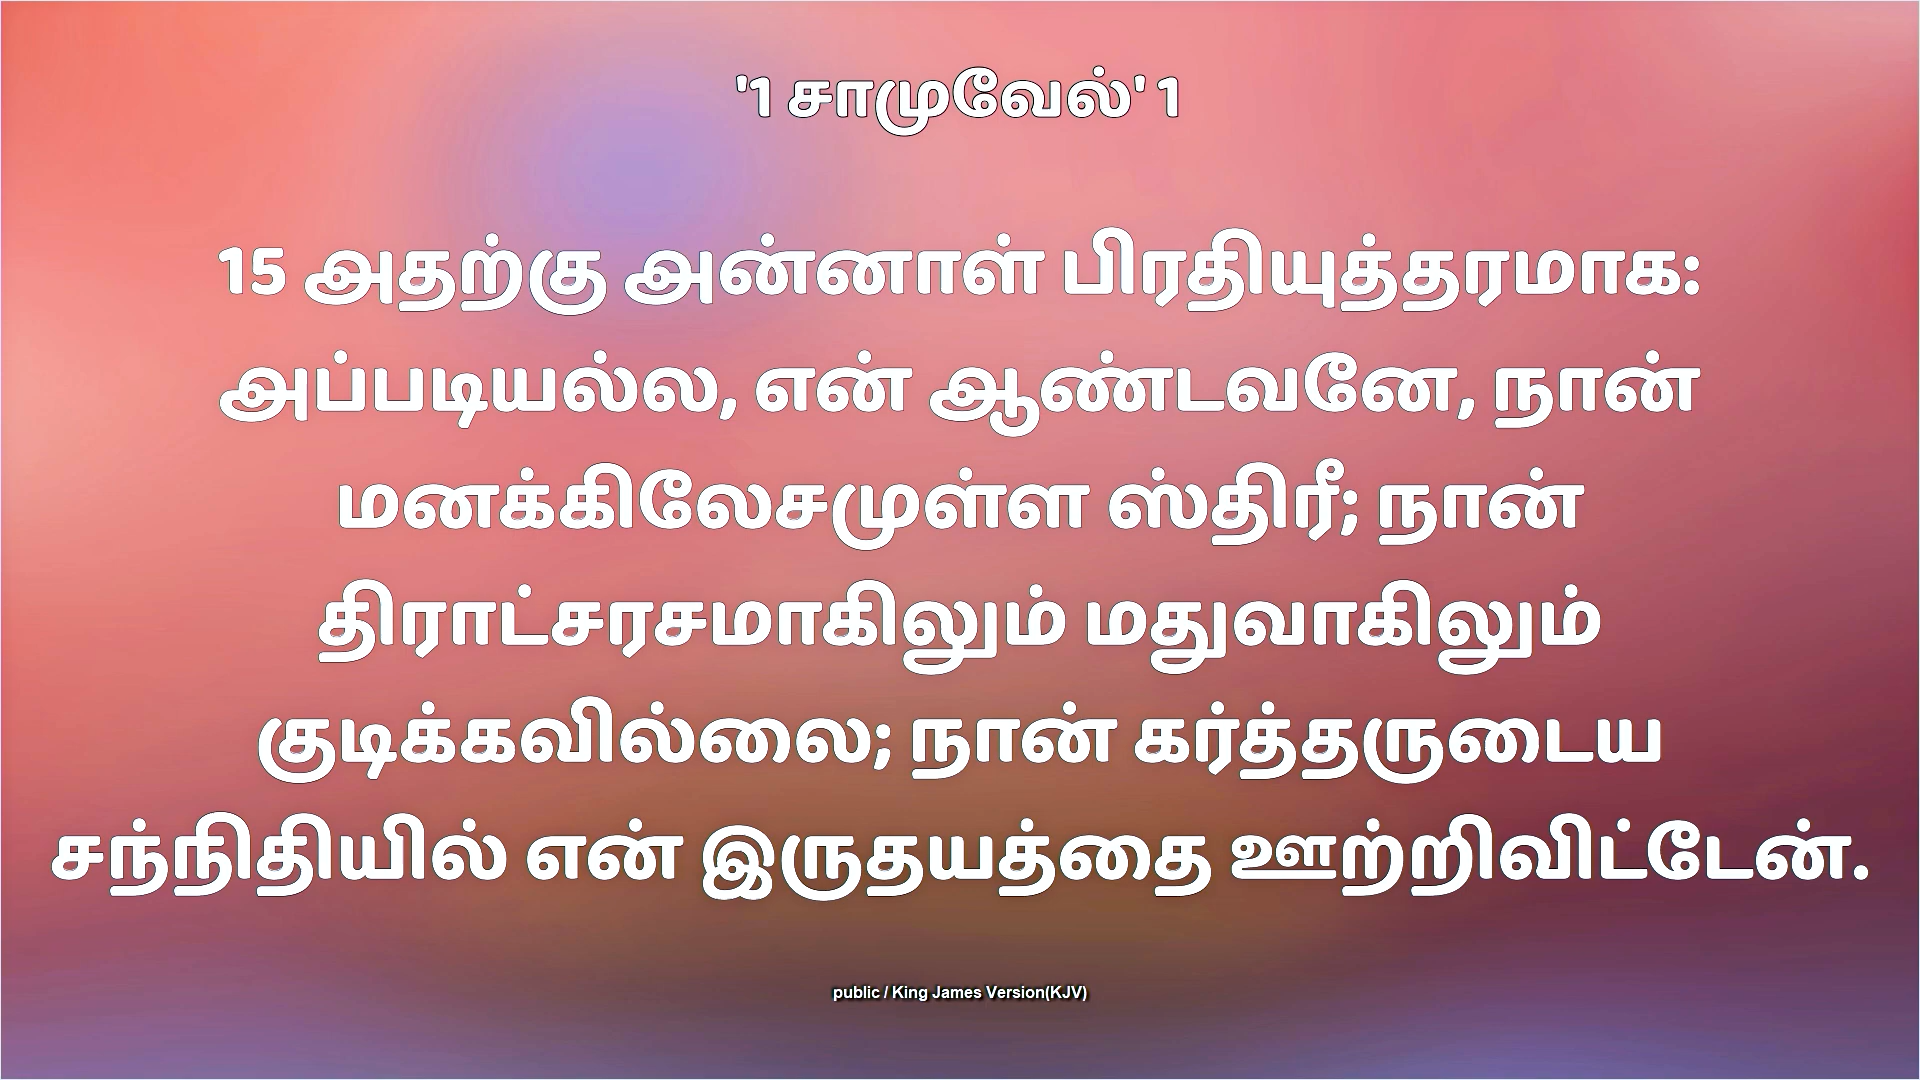 '1 சாமுவேல்' 1
15 அதற்கு அன்னாள் பிரதியுத்தரமாக:
அப்படியல்ல, என் ஆண்டவனே, நான்
மனக்கிலேசமுள்ள ஸ்திரீ; நான்
திராட்சரசமாகிலும் மதுவாகிலும்
குடிக்கவில்லை; நான் கர்த்தருடைய
சந்நிதியில் என் இருதயத்தை ஊற்றிவிட்டேன்.
public / King James Version(KJV)